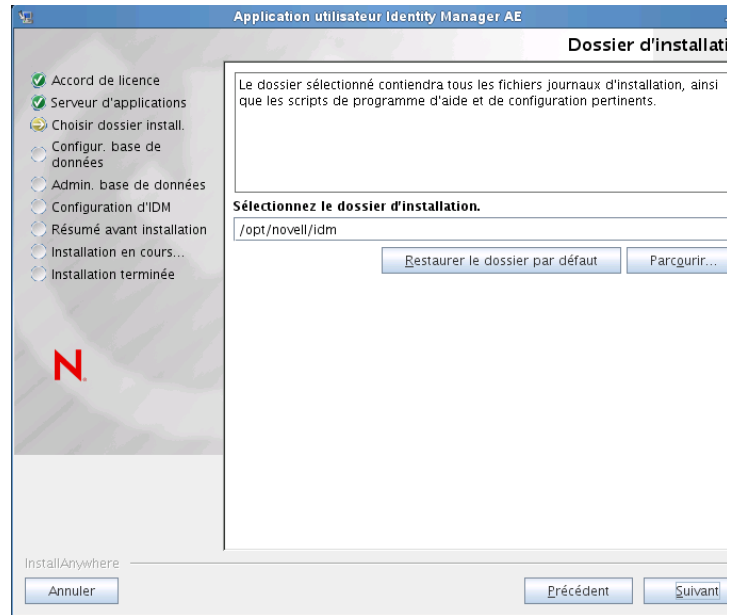 Application utilisateur Identity Manager AE
Dossier d'installati
Accord de licence
Serveur d'applications
Choisir dossier install.
Configur. base de
données
Admin. base de données
Configuration d'IDM
Résumé avant installation
Installation en cours...
Installation terminée
N
Le dossier sélectionné contiendra tous les fichiers journaux d'installation, ainsi
que les scripts de programme d'aide et de configuration pertinents.
Sélectionnez le dossier d'installation.
/opt/novell/idm
Restaurer le dossier par défaut
Parcourir...
InstallAnywhere
Annuler
Précédent
Suivant